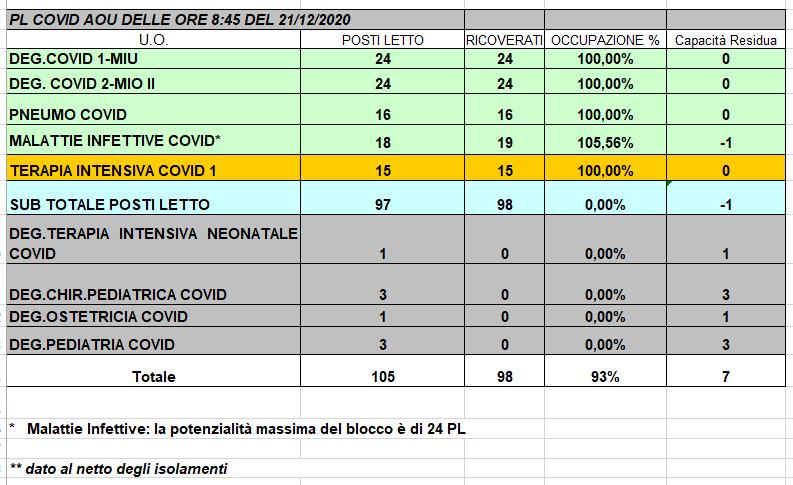 PL COVID AOU DELLE ORE 8:45 DEL 21/12/2020
U.O. POSTI LETTO RICOVERATI OCCUPAZIONE % Capacità Residua
DEG.COVID 1-MIU 24 24 100,00% 0
DEG. COVID 2-MIO II 24 24 100,00% 0
PNEUMO COVID 16 16 100,00% 0
MALATTIE INFETTIVE COVID* 18 19 105,56% -1
TERAPIA INTENSIVA COVID 1 15 15 100,00% 0
SUB TOTALE POSTI LETTO 97 98 0,00% -1
DEG.TERAPIA INTENSIVA NEONATALE
COVID 1 0 0,00% 1
DEG.CHIR.PEDIATRICA COVID 3 0 0,00% 3
DEG.OSTETRICIA COVID 1 0 0,00% 1
DEG.PEDIATRIA COVID 3 0 0,00% 3
Totale 105 98 93% 7
* Malattie Infettive: la potenzialità massima del blocco è di 24 PL
** dato al netto degli isolamenti